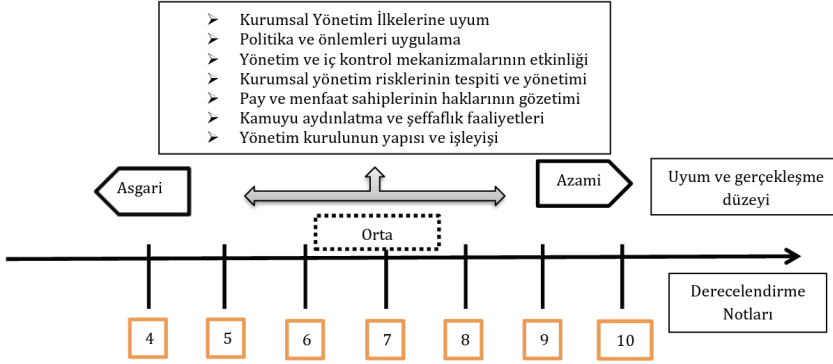 ➢ Kurumsal Yönetim İlkelerine uyum
➢ Politika ve önlemleri uygulama
➢ Yönetim ve iç kontrol mekanizmalarının etkinliği
➢ Kurumsal yönetim risklerinin tespiti ve yönetimi
➢ Pay ve menfaat sahiplerinin haklarının gözetimi
➢ Kamuyu aydınlatma ve şeffaflık faaliyetleri
➢ Yönetim kurulunun yapısı ve işleyişi
Asgari
Azami
Uyum ve gerçekleşme
düzeyi
Orta
Derecelendirme
Notları
4
5
6
7
8
9
10